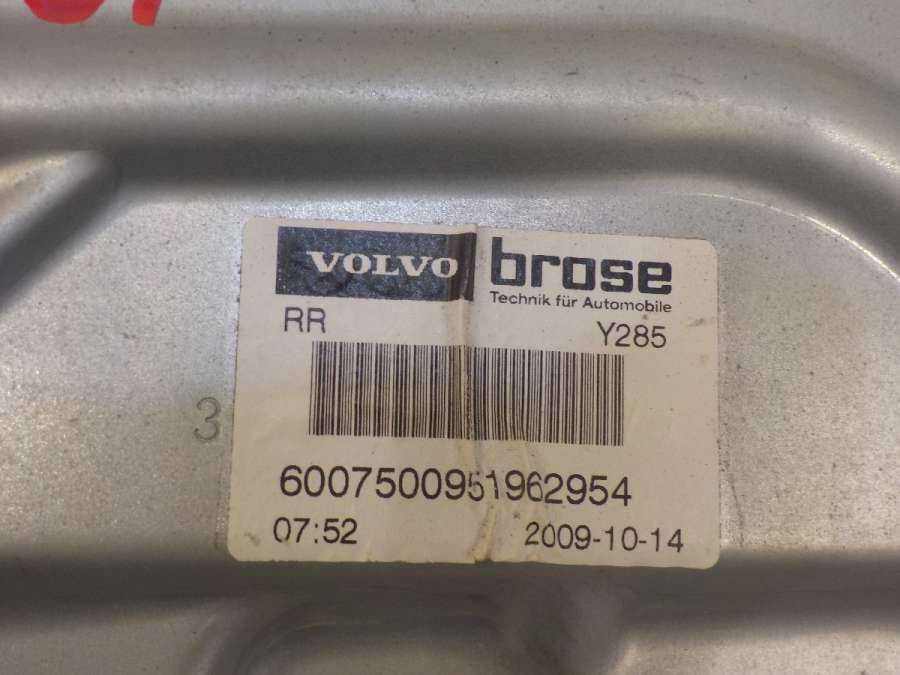 VOLVO brose
Technik für Automobile
RR Y285
3
6007500951962954
07:52 2009-10-14